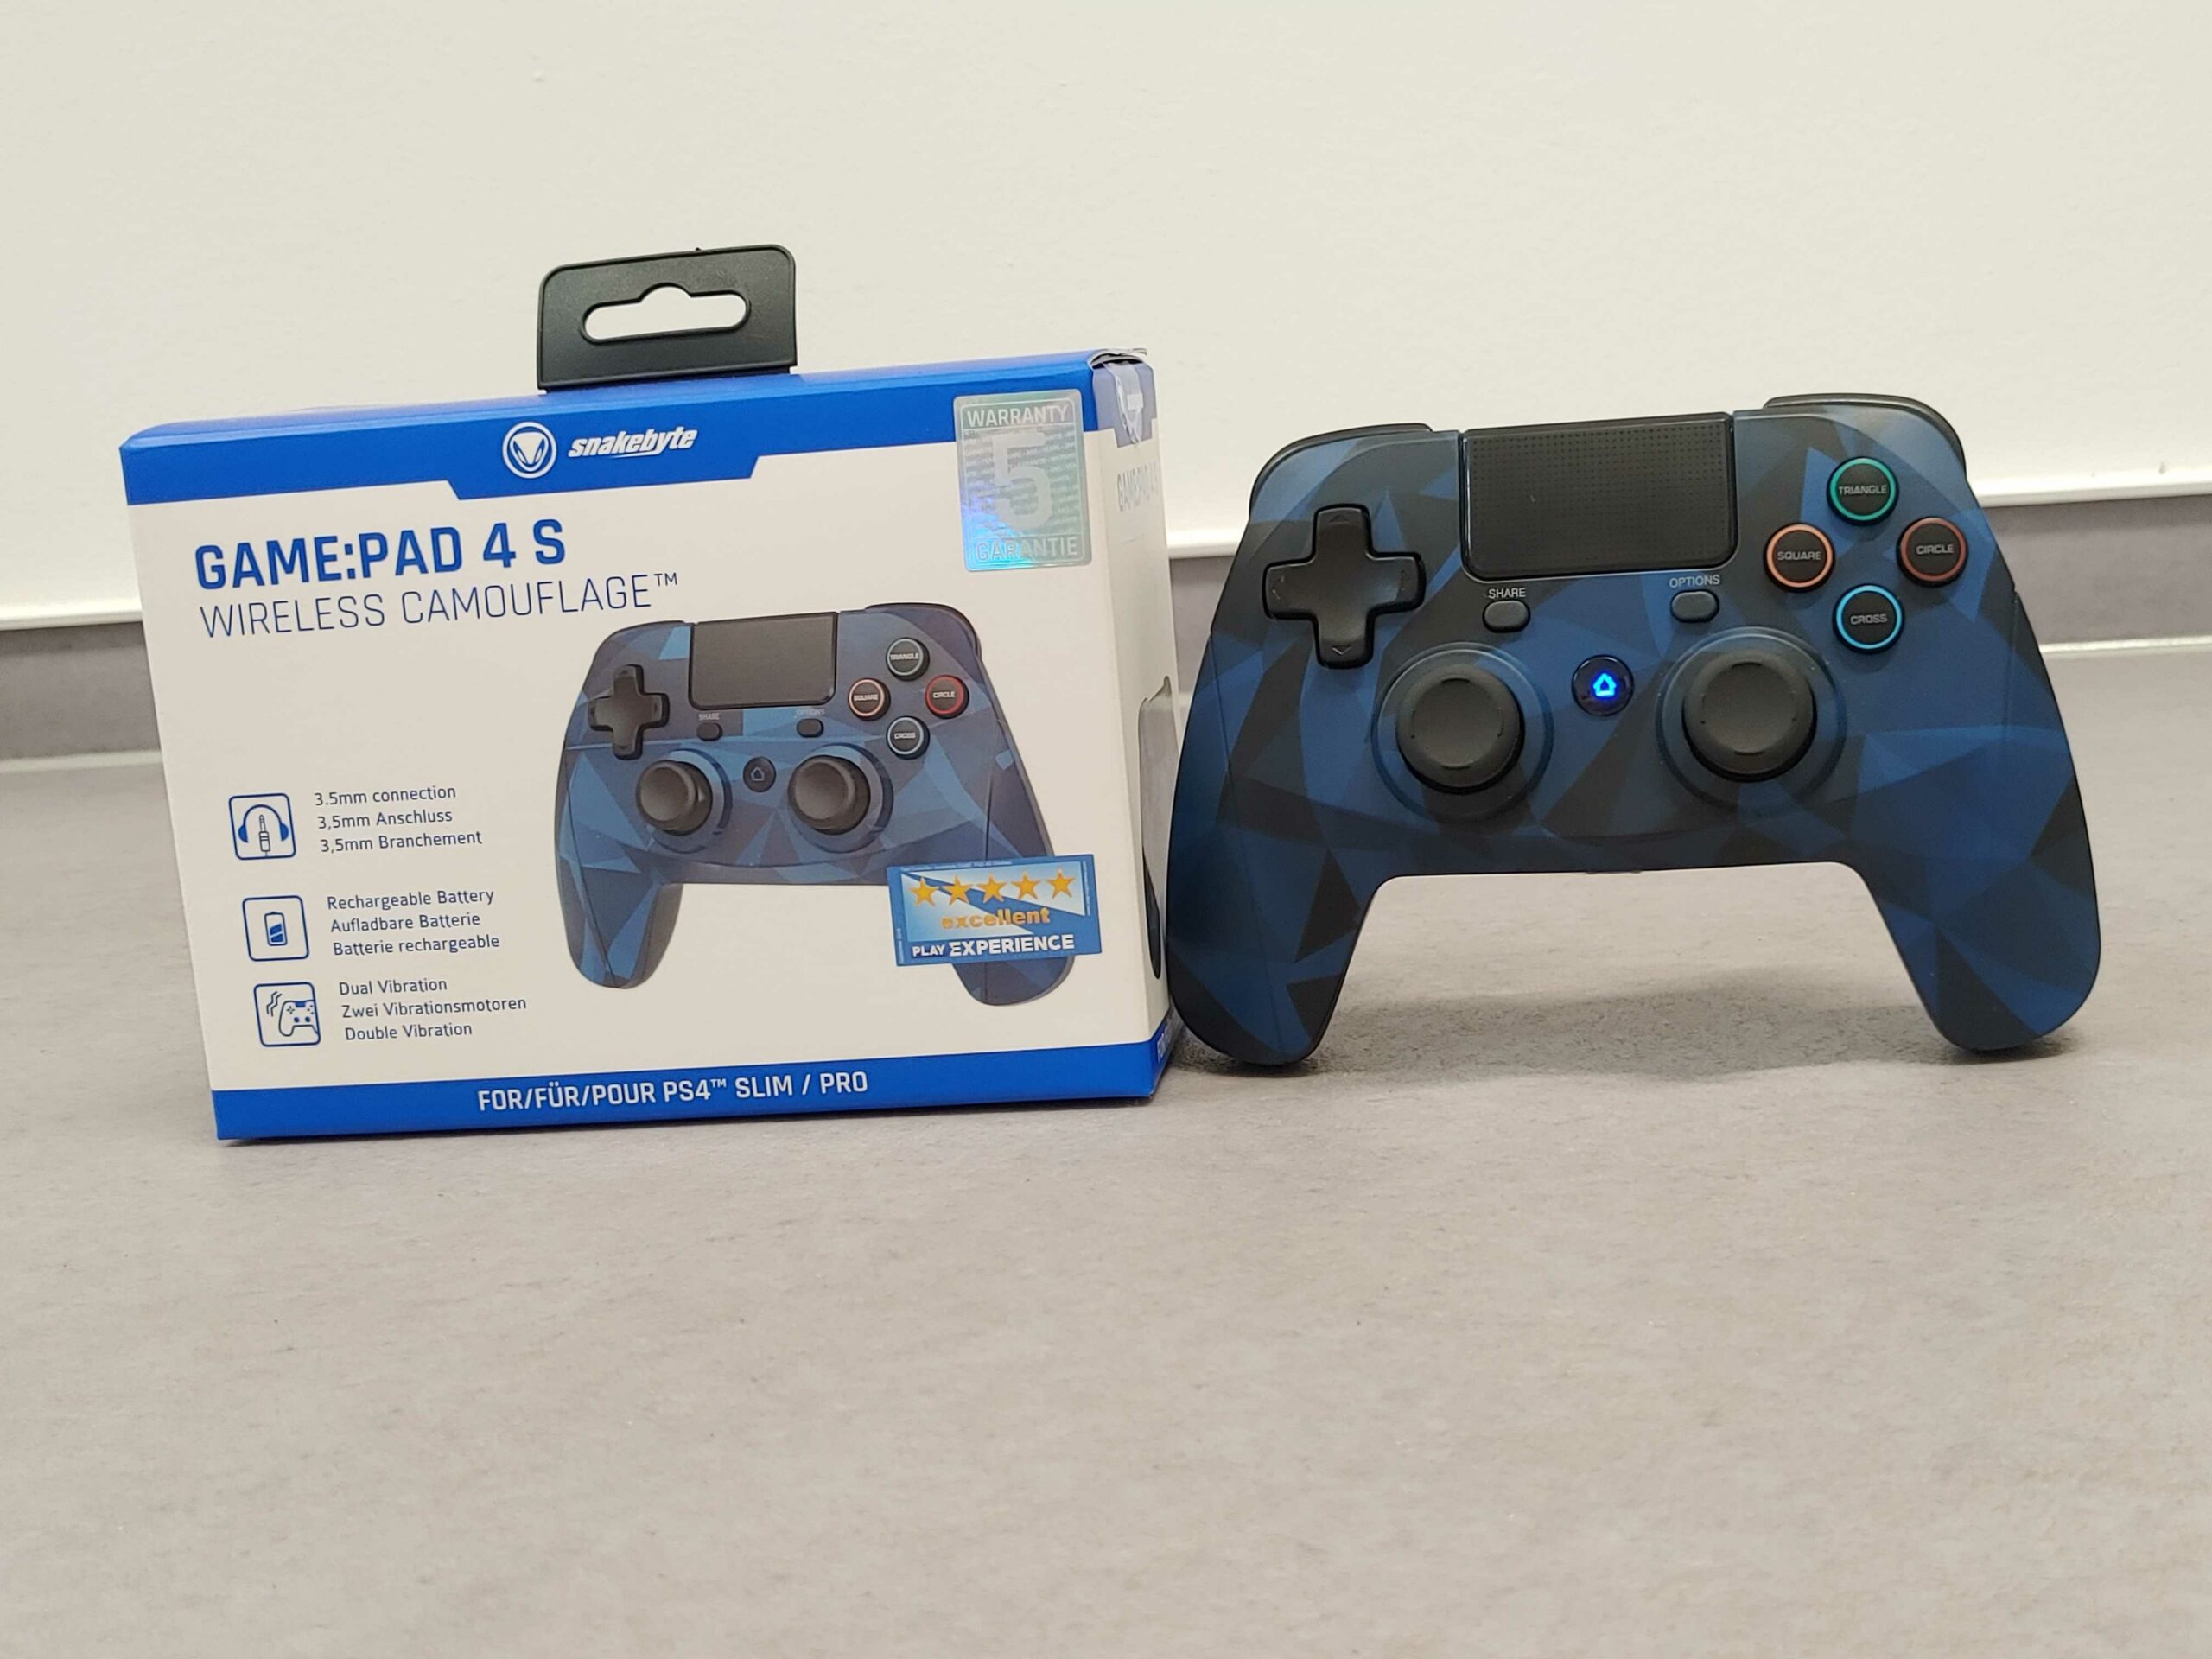 snakebyte
WARRANTY
5
GARANTIE
GAME:PAD 4 S
WIRELESS CAMOUFLAGE™
TRIANGLE
SQUARE
CIRCLE
SHARE
OPTIONS
CROSS
3.5mm connection
3,5mm Anschluss
3,5mm Branchement
Rechargeable Battery
Aufladbare Batterie
Batterie rechargeable
Dual Vibration
Zwei Vibrationsmotoren
Double Vibration
excellent
PLAY EXPERIENCE
FOR/FÜR/POUR PS4™ SLIM / PRO
TRIANGLE
SQUARE
CIRCLE
OPTIONS
SHARE
CROSS